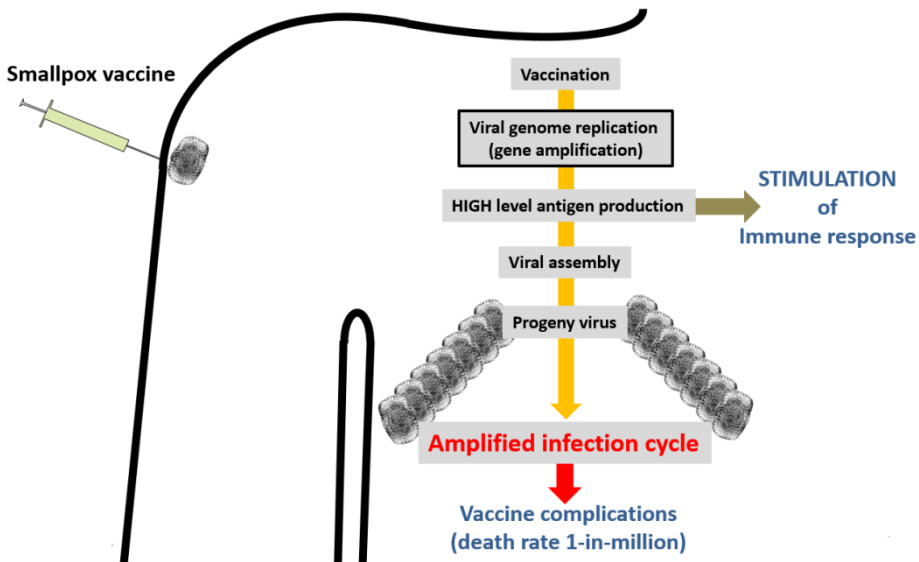 Smallpox vaccine
Vaccination
Viral genome replication
(gene amplification)
HIGH level antigen production
STIMULATION
of
Immune response
Viral assembly
Progeny virus
Amplified infection cycle
Vaccine complications
(death rate 1-in-million)